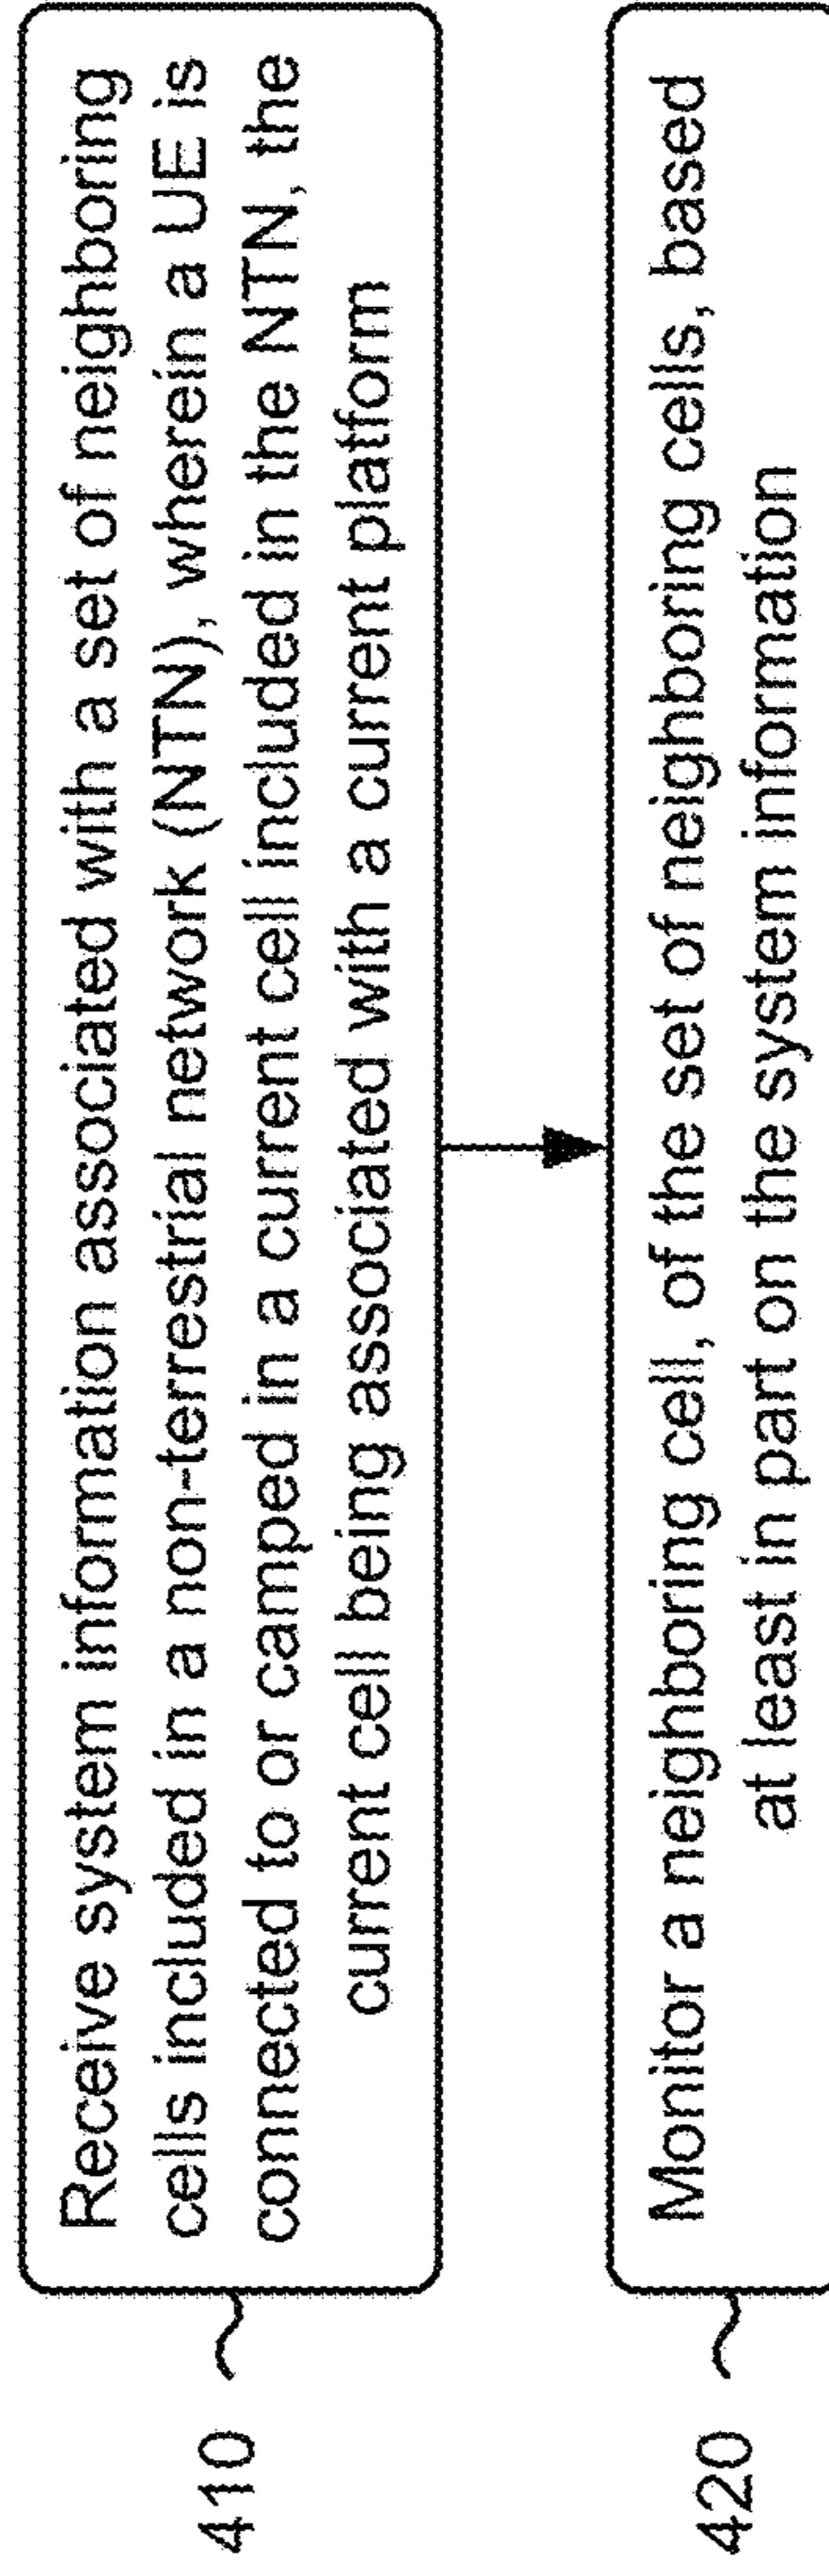 410
Receive system information associated with a set of neighboring
cells included in a non-terrestrial network (NTN), wherein a UE is
connected to or camped in a current cell included in the NTN, the
current cell being associated with a current platform
420
Monitor a neighboring cell, of the set of neighboring cells, based
at least in part on the system information